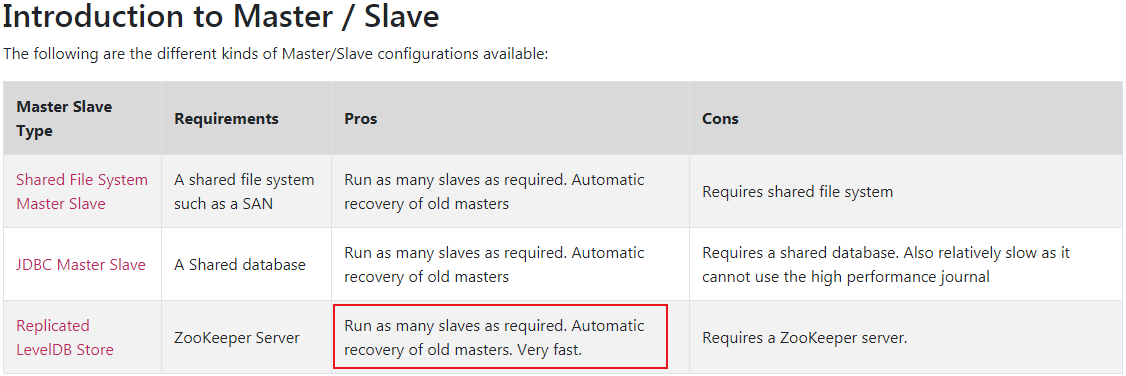 Introduction to Master / Slave
The following are the different kinds of Master/Slave configurations available:
Master Slave
Type
Requirements
Pros
Cons
Shared File System
Master Slave
A shared file system
such as a SAN
Run as many slaves as required. Automatic
recovery of old masters
Requires shared file system
JDBC Master Slave
A Shared database
Run as many slaves as required. Automatic
recovery of old masters
Requires a shared database. Also relatively slow as it
cannot use the high performance journal
Replicated
LevelDB Store
ZooKeeper Server
Run as many slaves as required. Automatic
recovery of old masters. Very fast.
Requires a ZooKeeper server.